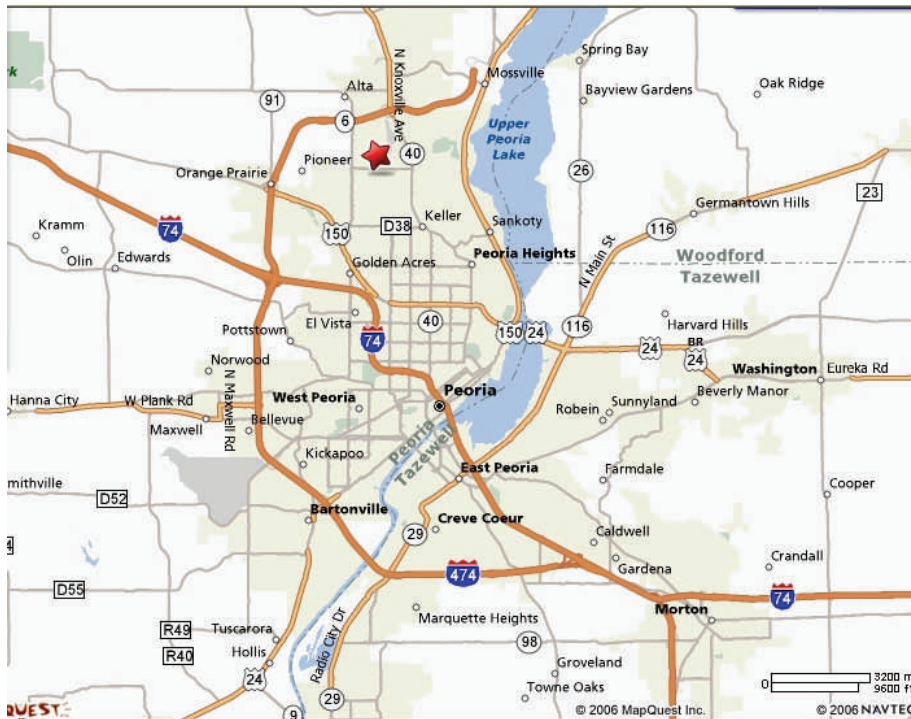 Spring Bay
Mossville
N Knoxville Ave
Alta
Bayview Gardens
Oak Ridge
91
6
Upper
Peoria
Lake
Pioneer
40
Orange Prairie
26
23
Germantown Hills
Keller
D38
Kramm
74
150
Sankoty
116
Olin
Edwards
Golden Acres
Peoria Heights
N Main St
Woodford
Tazewell
El Vista
40
Pottstown
74
150
24
116
Harvard Hills
24
BR
24
Norwood
N Maxwell Rd
Washington
Eureka Rd
Peoria
West Peoria
Hanna City
W Plank Rd
Beverly Manor
Sunnyland
Robein
Maxwell
Bellevue
Peoria
Tazewell
Kickapoo
East Peoria
Farmdale
mithville
D52
Cooper
Bartonville
Creve Coeur
29
Caldwell
Gardena
Crandall
474
D55
74
Morton
Marquette Heights
R49
Tuscarora
Radio City Dr
98
R40
Hollis
24
Groveland
29
Towne Oaks
0
3200 m
9600 f
QUEST
9
© 2006 MapQuest Inc.
© 2006 NAVTEQ